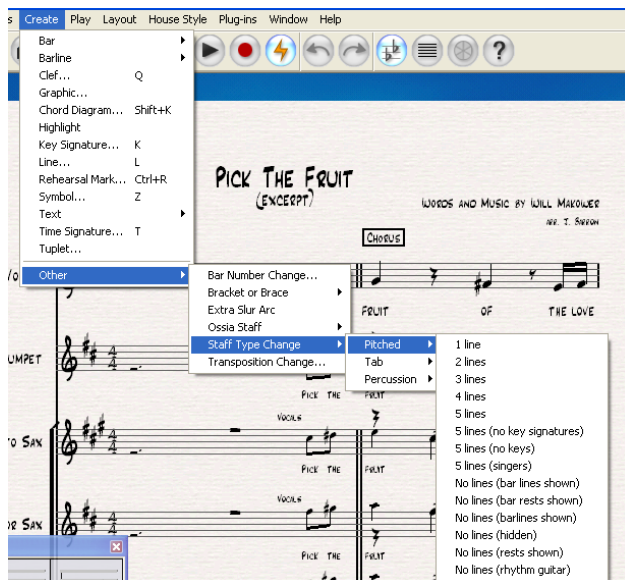 s Create Play Layout House Style Plug-ins Window Help
Bar
Barline
Clef... Q
Graphic...
Chord Diagram... Shift+K
Highlight
Key Signature... K
Line... L
Rehearsal Mark... Ctrl+R
Symbol... Z
Text
Time Signature... T
Tuplet...
Other
Bar Number Change...
Bracket or Brace
Extra Slur Arc
Ossia Staff
Staff Type Change
Transposition Change...
Pitched
Tab
Percussion
1 line
2 lines
3 lines
4 lines
5 lines
5 lines (no key signatures)
5 lines (no keys)
5 lines (singers)
No lines (bar lines shown)
No lines (bar rests shown)
No lines (barlines shown)
No lines (hidden)
No lines (rests shown)
No lines (rhythm guitar)
PICK THE FRUIT
(EXCERPT)
WORDS AND MUSIC BY WILL MAKOWER
ARR. T. BARROW
CHORUS
VO
FRUIT OF THE LOVE
UMPET
PICK THE FRUIT
VOCALS
TO SAX
PICK THE FRUIT
VOCALS
OR SAX
PICK THE FRUIT